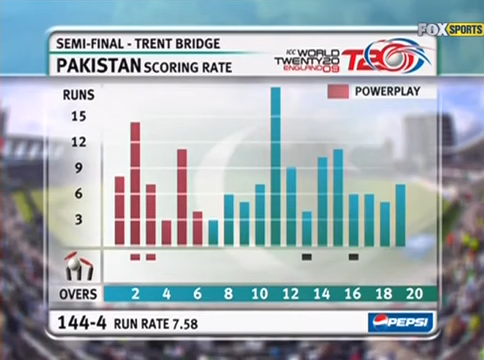 FOX SPORTS
SEMI-FINAL - TRENT BRIDGE
PAKISTAN SCORING RATE
ICC WORLD
TWENTY20
ENGLAND 09
T20
RUNS
POWERPLAY
15
12
9
6
3
OVERS 2 4 6 8 10 12 14 16 18 20
144-4 RUN RATE 7.58
PEPSI